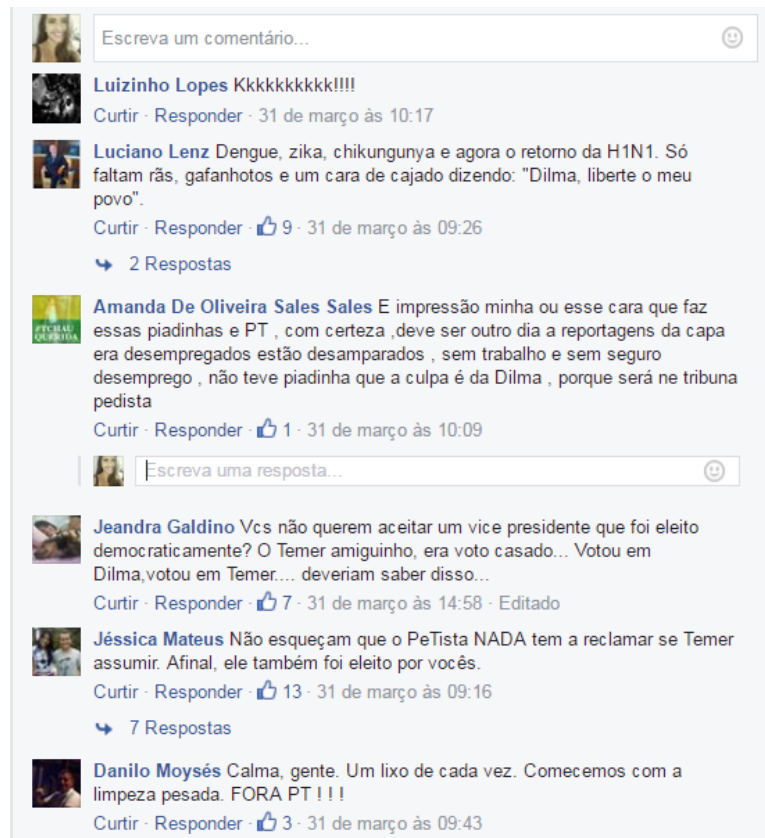 Escreva um comentário...
Luizinho Lopes Kkkkkkkkkk!!!!
Curtir · Responder · 31 de março às 10:17
Luciano Lenz Dengue, zika, chikungunya e agora o retorno da H1N1. Só
faltam rãs, gafanhotos e um cara de cajado dizendo: "Dilma, liberte o meu
povo".
Curtir · Responder · 9 · 31 de março às 09:26
2 Respostas
#TCHAU
QUERIDA
Amanda De Oliveira Sales Sales E impressão minha ou esse cara que faz
essas piadinhas e PT , com certeza ,deve ser outro dia a reportagens da capa
era desempregados estão desamparados , sem trabalho e sem seguro
desemprego , não teve piadinha que a culpa é da Dilma , porque será ne tribuna
pedista
Curtir · Responder · 1 · 31 de março às 10:09
Escreva uma resposta...
Jeandra Galdino Vcs não querem aceitar um vice presidente que foi eleito
democraticamente? O Temer amiguinho, era voto casado... Votou em
Dilma,votou em Temer.... deveriam saber disso...
Curtir · Responder · 7 · 31 de março às 14:58 · Editado
Jéssica Mateus Não esqueçam que o PeTista NADA tem a reclamar se Temer
assumir. Afinal, ele também foi eleito por vocês.
Curtir · Responder · 13 · 31 de março às 09:16
7 Respostas
Danilo Moysés Calma, gente. Um lixo de cada vez. Comecemos com a
limpeza pesada. FORA PT ! ! !
Curtir · Responder · 3 · 31 de março às 09:43